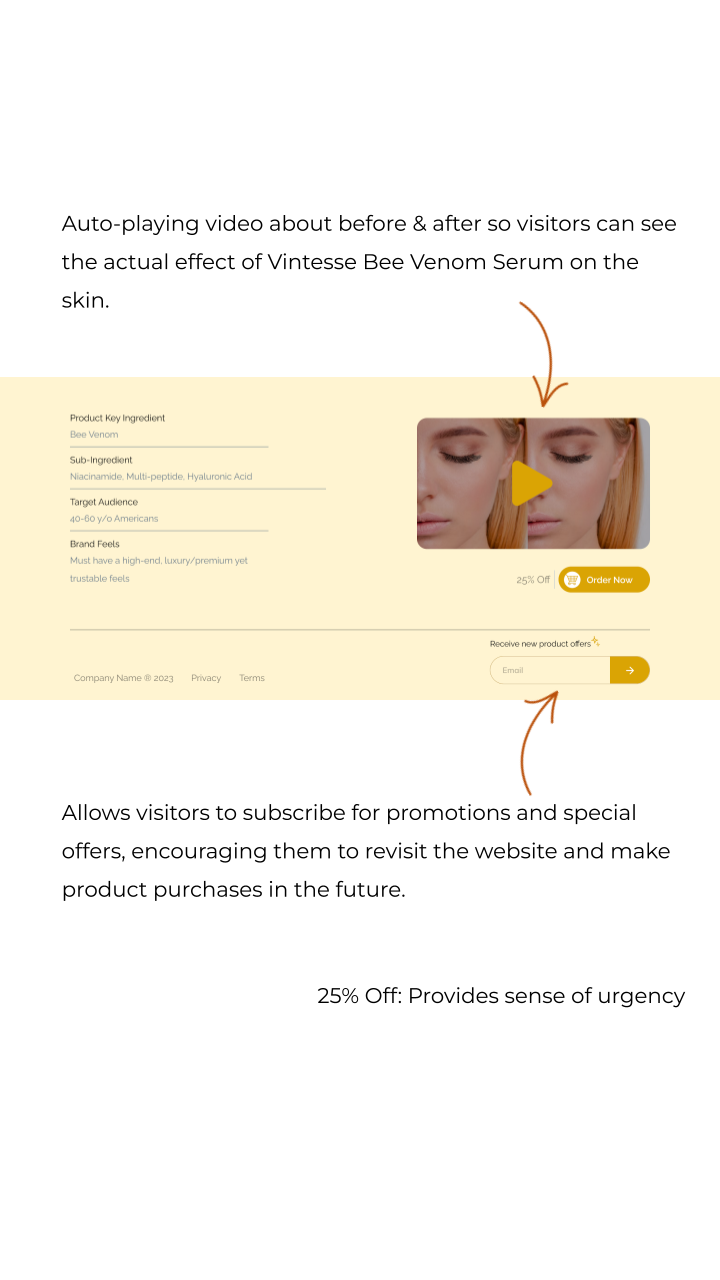 Auto-playing video about before & after so visitors can see
the actual effect of Vintesse Bee Venom Serum on the
skin.
Product Key Ingredient
Bee Venom
Sub-Ingredient
Niacinamide, Multi-peptide, Hyaluronic Acid
Target Audience
40-60 y/o Americans
Brand Feels
Must have a high-end, luxury/premium yet
trustable feels
25% Off
Order Now
Receive new product offers
Email
Company Name ® 2023 Privacy Terms
Allows visitors to subscribe for promotions and special
offers, encouraging them to revisit the website and make
product purchases in the future.
25% Off: Provides sense of urgency